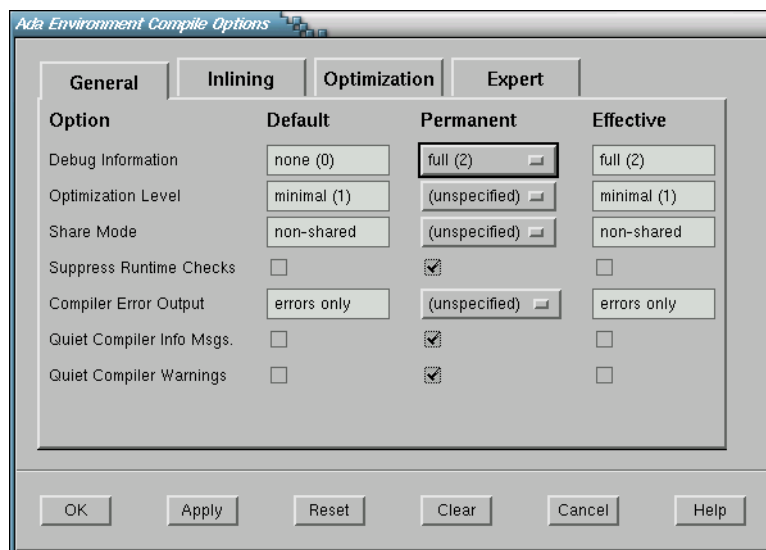 Ada Environment Compile Options
General Inlining Optimization Expert
Option Default Permanent Effective
Debug Information none (0) full (2) full (2)
Optimization Level minimal (1) (unspecified) minimal (1)
Share Mode non-shared (unspecified) non-shared
Suppress Runtime Checks
Compiler Error Output errors only (unspecified) errors only
Quiet Compiler Info Msgs.
Quiet Compiler Warnings
OK Apply Reset Clear Cancel Help